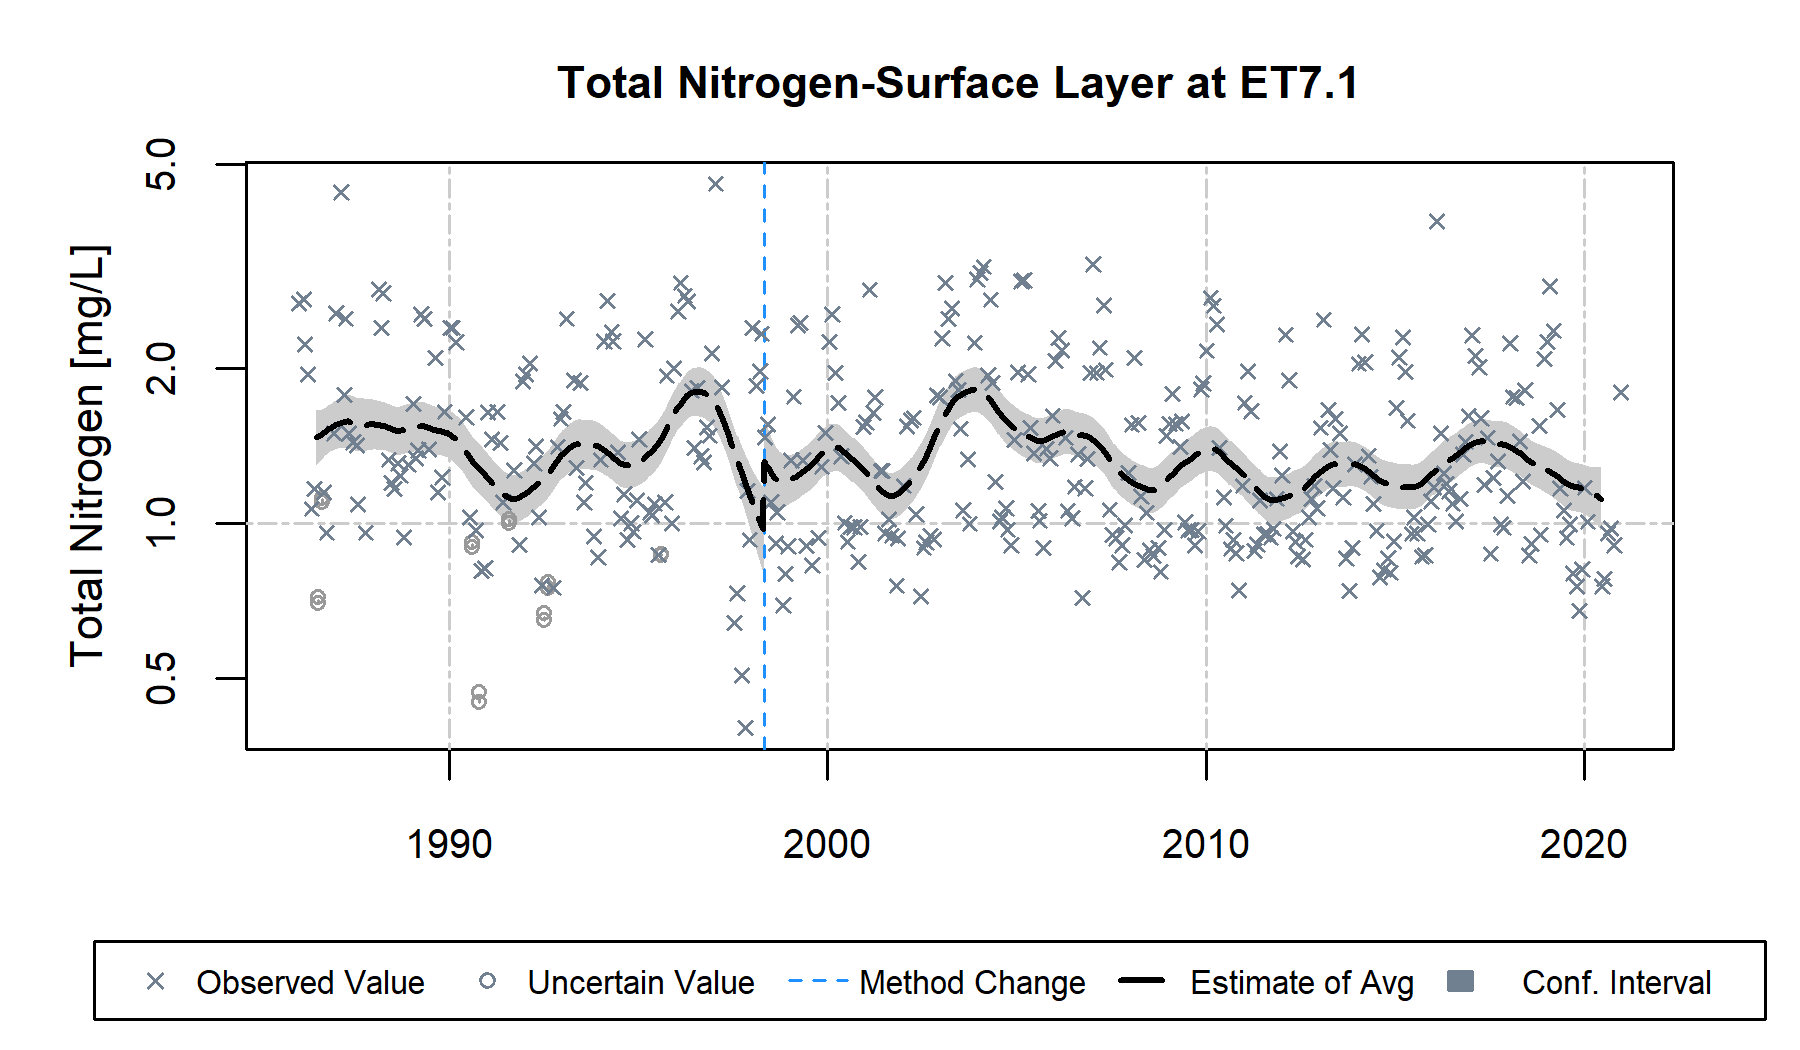 Total Nitrogen-Surface Layer at ET7.1
Total Nitrogen [mg/L]
5.0
2.0
1.0
0.5
1990 2000 2010 2020
Observed Value Uncertain Value Method Change Estimate of Avg Conf. Interval